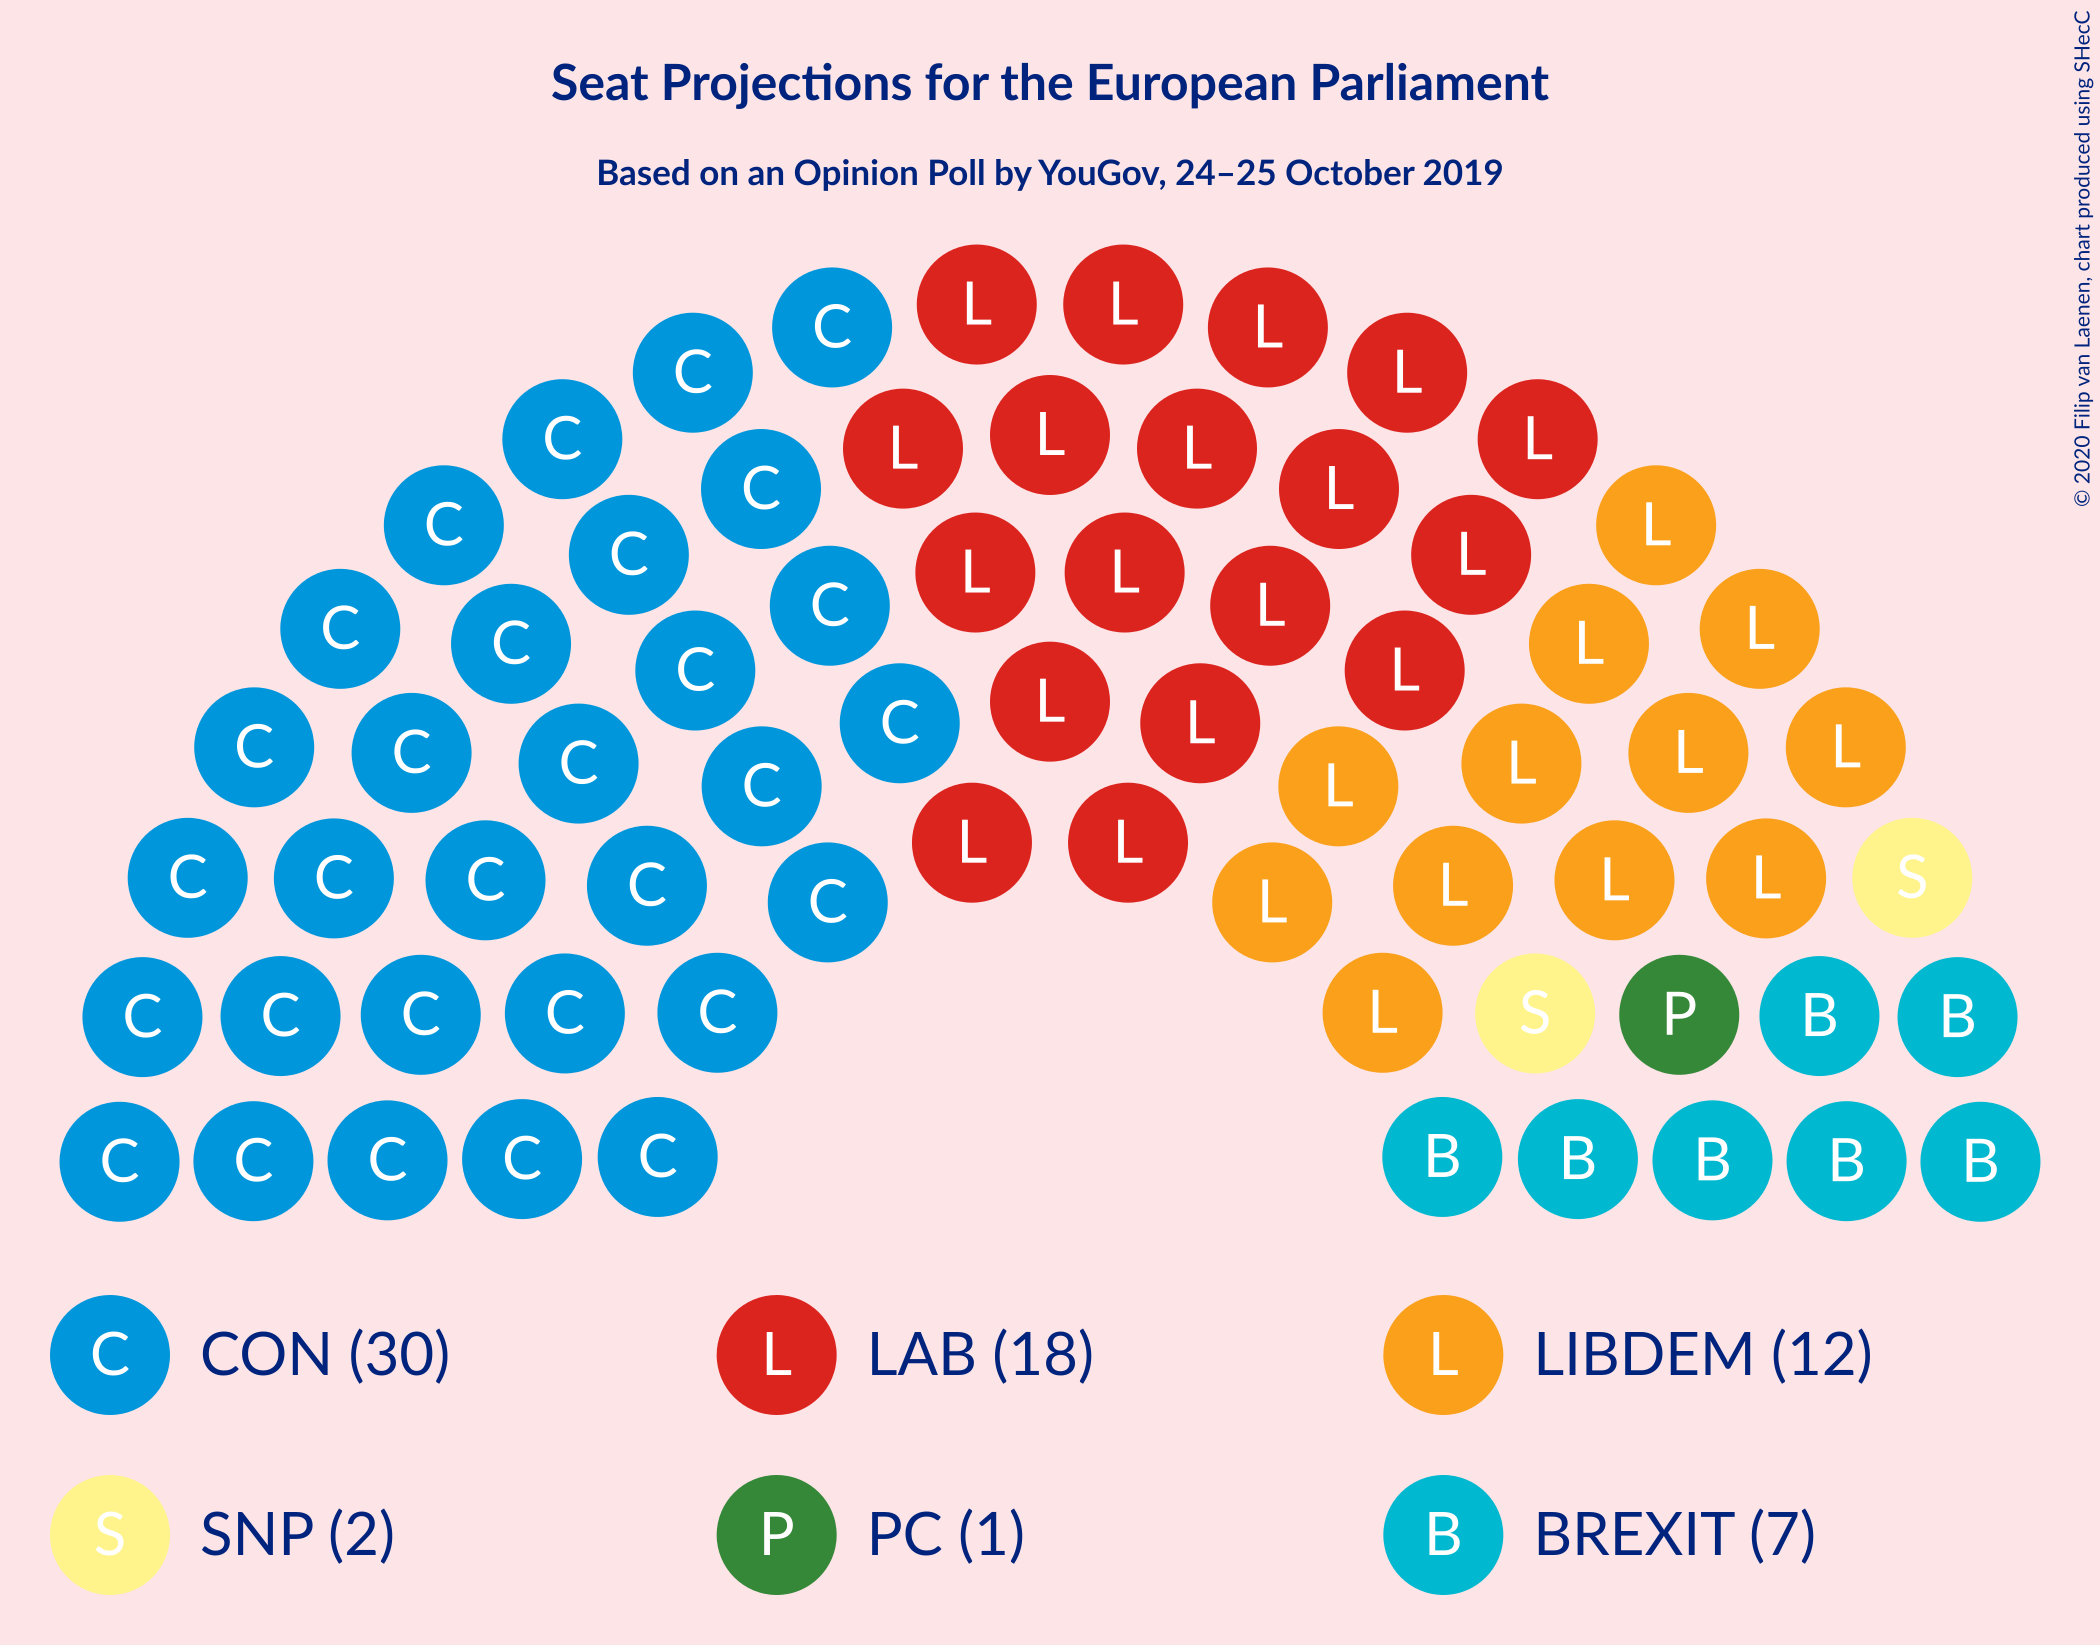 Seat Projections for the European Parliament
Based on an Opinion Poll by YouGov, 24–25 October 2019
© 2020 Filip van Laenen, chart produced using SHecC
L L
C L
C L
L
C L
L L
C L
C L
C L
L L
C L
C L
C L
C L
L
C L
C L
C L
C L
C L
L L
C L
C S
C L
C L
C L
C L
C L
C L
C S
C P
C B
C B
C B
C B
C B
C B
C B
C CON (30) L LAB (18) L LIBDEM (12)
S SNP (2) P PC (1) B BREXIT (7)